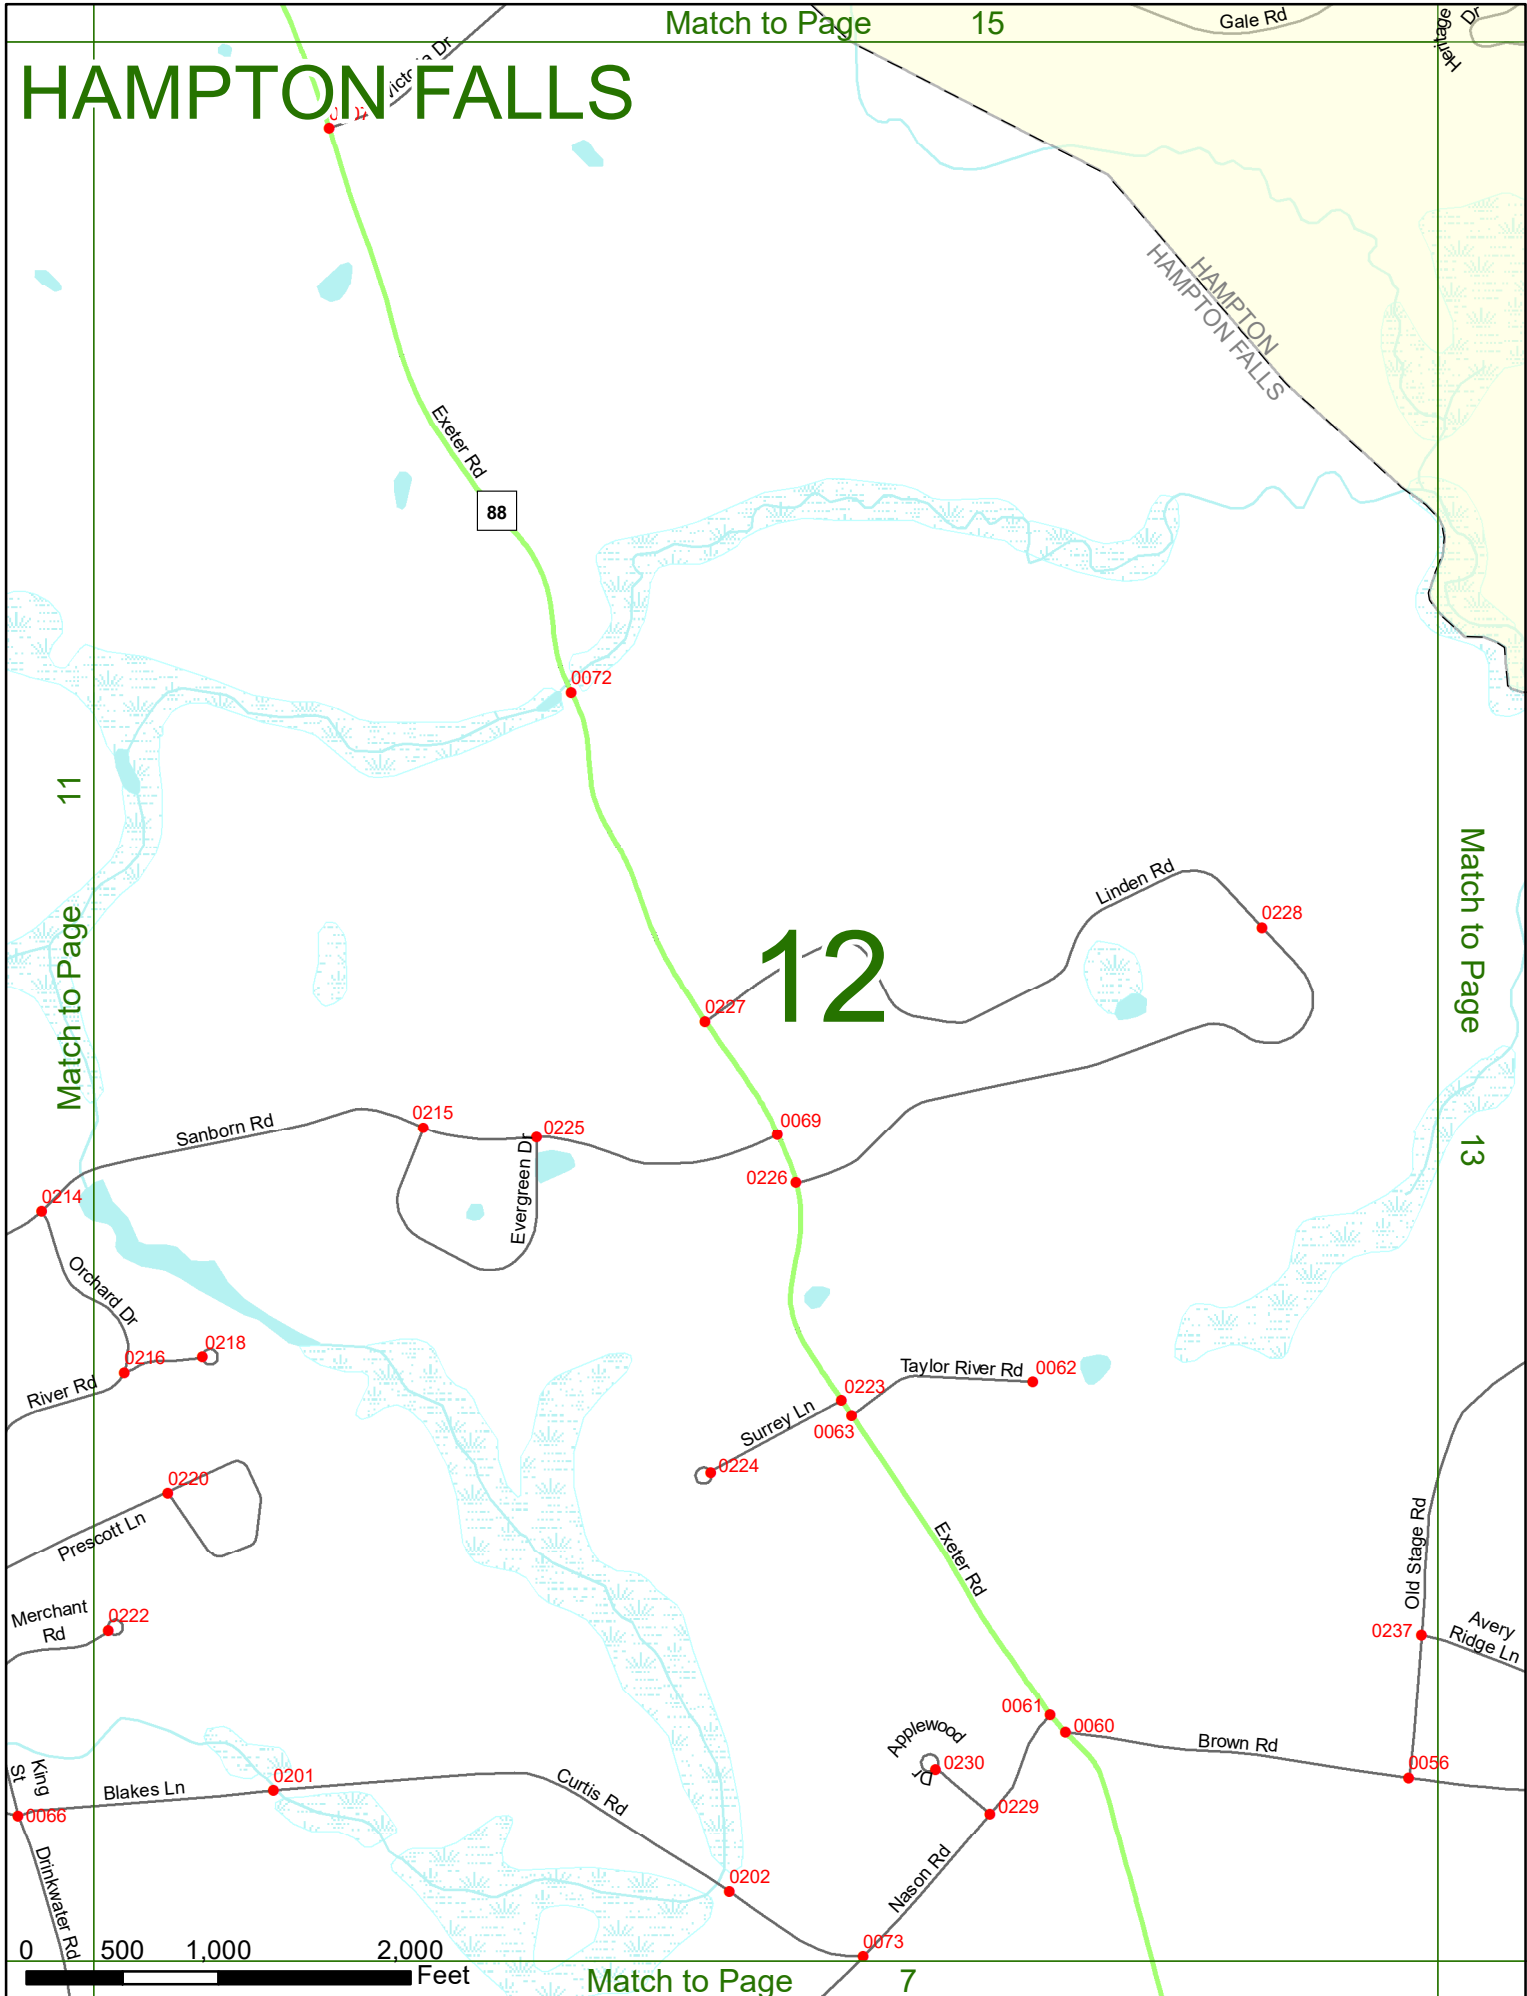 Match to Page 15
Gale Rd
Heritage Dr
HAMPTON FALLS
Dr
HAMPTON
HAMPTON FALLS
Exeter Rd
88
0072
11
Match to Page
Match to Page
13
Linden Rd
0228
12
0227
0069
0226
Sanborn Rd
0215
0225
Evergreen Dr
0214
Orchard Dr
0218
0216
River Rd
0223
Taylor River Rd
0062
0063
Surrey Ln
0224
0220
Prescott Ln
Exeter Rd
Old Stage Rd
Merchant
Rd
0222
0237
Avery
Ridge Ln
0061
0060
Applewood
Dr
0230
Brown Rd
0056
King
St
Blakes Ln
0201
0066
Curtis Rd
0229
Drinkwater Rd
0202
Nason Rd
0073
0 500 1,000 2,000
Feet
Match to Page 7